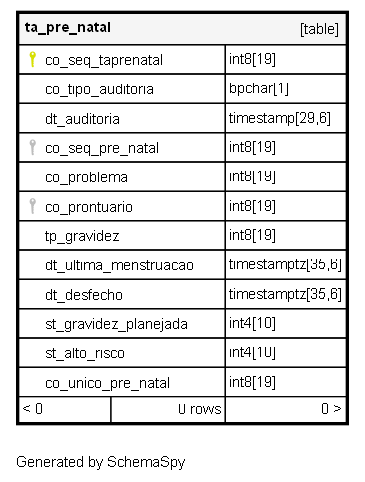 ta_pre_natal [table]
co_seq_taprenatal int8[19]
co_tipo_auditoria bpchar[1]
dt_auditoria timestamp[29,6]
co_seq_pre_natal int8[19]
co_problema int8[19]
co_prontuario int8[19]
tp_gravidez int8[19]
dt_ultima_menstruacao timestamptz[35,6]
dt_desfecho timestamptz[35,6]
st_gravidez_planejada int4[10]
st_alto_risco int4[10]
co_unico_pre_natal int8[19]
< 0 0 rows 0 >
Generated by SchemaSpy